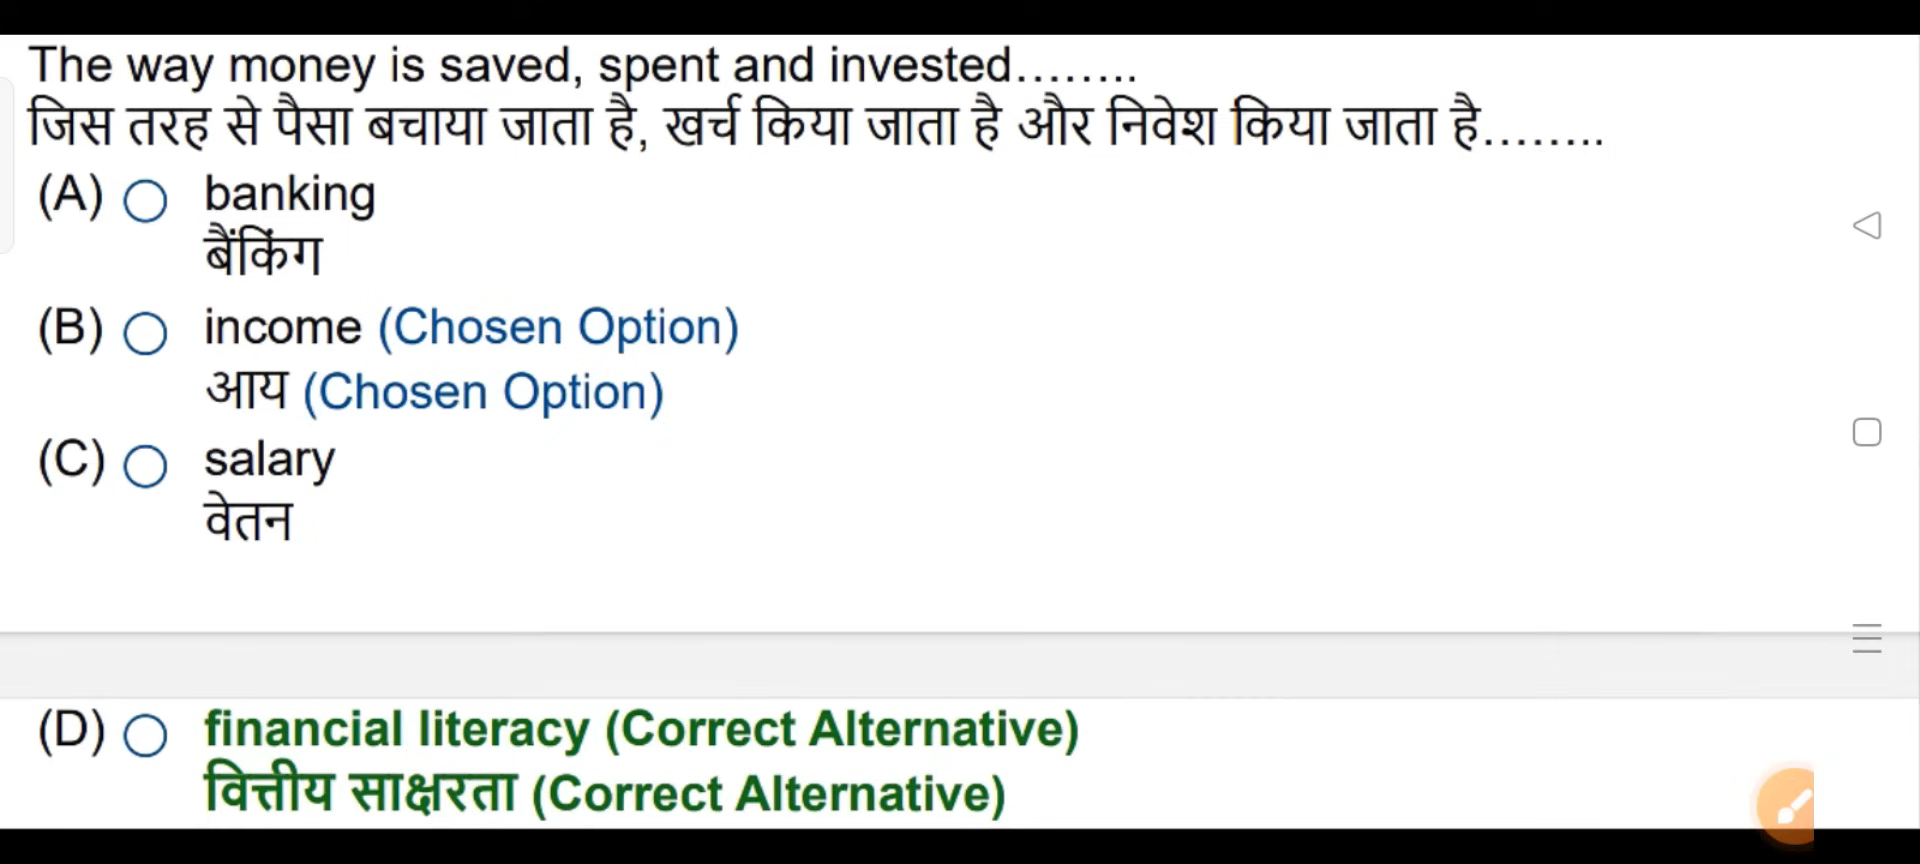 The way money is saved, spent and invested........
जिस तरह से पैसा बचाया जाता है, खर्च किया जाता है और निवेश किया जाता है........
(A) banking
बैंकिंग
(B) income (Chosen Option)
आय (Chosen Option)
(C) salary
वेतन
(D) financial literacy (Correct Alternative)
वित्तीय साक्षरता (Correct Alternative)